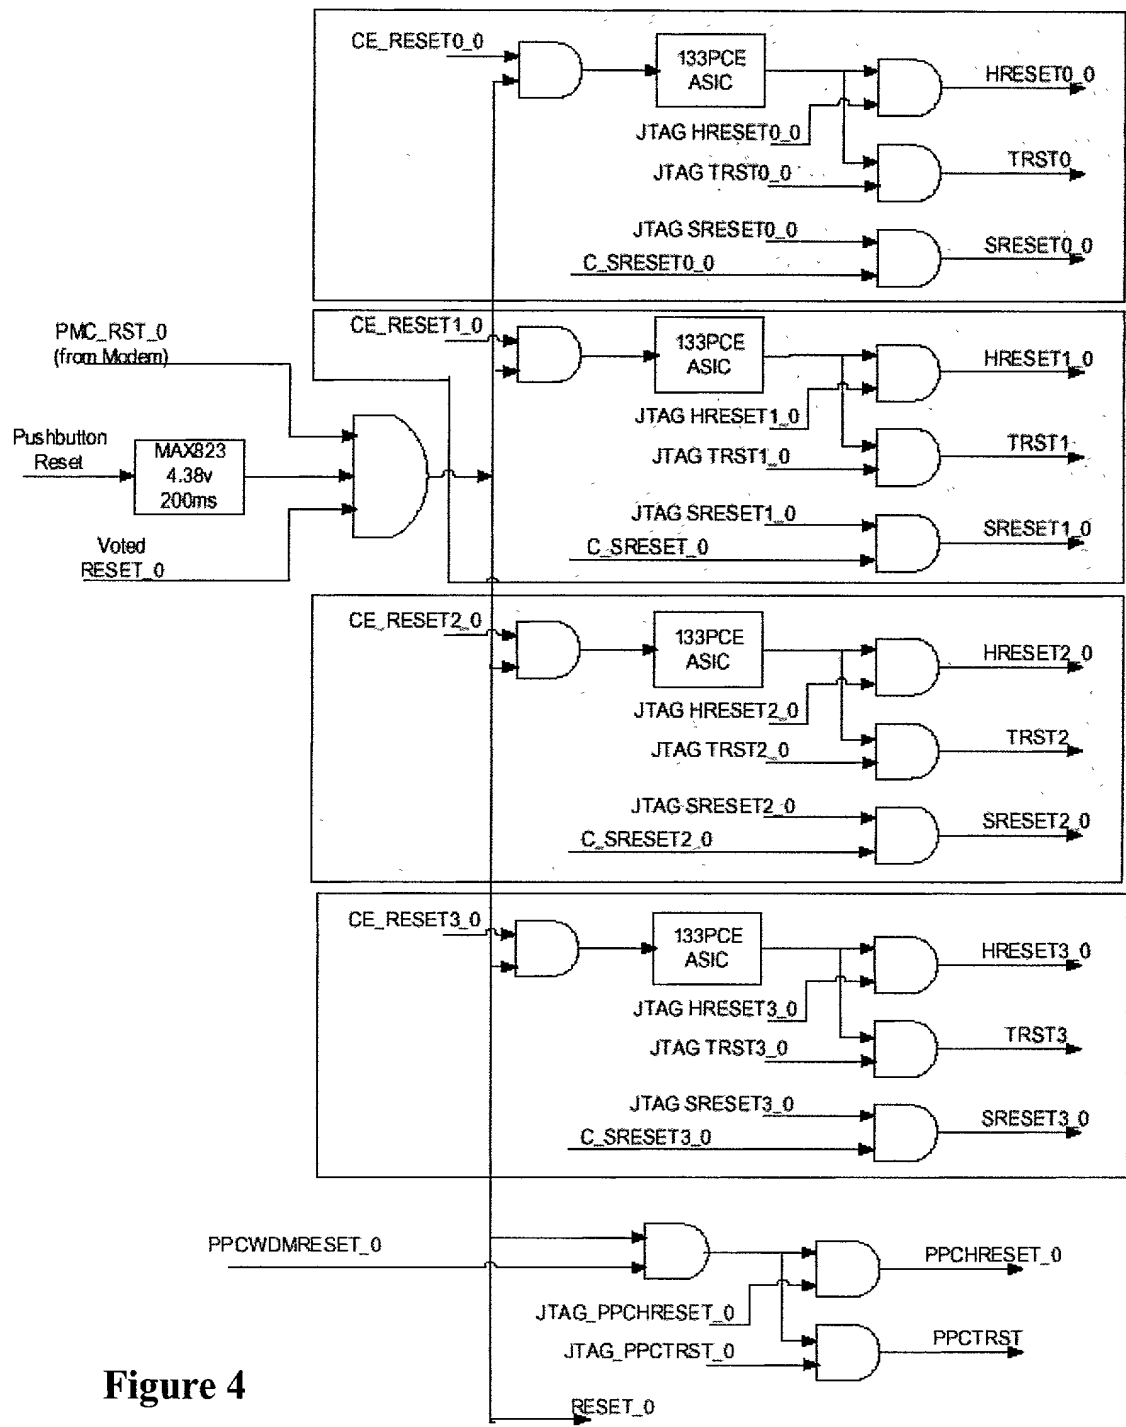 CE_RESET0_0
133PCE
ASIC
HRESET0_0
JTAG HRESET0_0
JTAG TRST0_0
TRST0
JTAG SRESET0_0
SRESET0_0
C_SRESET0_0
PMC_RST_0
(from Modem)
Pushbutton
Reset
MAX823
4.38v
200ms
Voted
RESET_0
CE_RESET1_0
133PCE
ASIC
HRESET1_0
JTAG HRESET1_0
JTAG TRST1_0
TRST1
JTAG SRESET1_0
SRESET1_0
C_SRESET_0
CE_RESET2_0
133PCE
ASIC
HRESET2_0
JTAG HRESET2_0
JTAG TRST2_0
TRST2
JTAG SRESET2_0
SRESET2_0
C_SRESET2_0
CE_RESET3_0
133PCE
ASIC
HRESET3_0
JTAG HRESET3_0
JTAG TRST3_0
TRST3
JTAG SRESET3_0
SRESET3_0
C_SRESET3_0
PPCWDMRESET_0
PPCHRESET_0
JTAG_PPCHRESET_0
JTAG_PPCTRST_0
PPCTRST
RESET_0
Figure 4